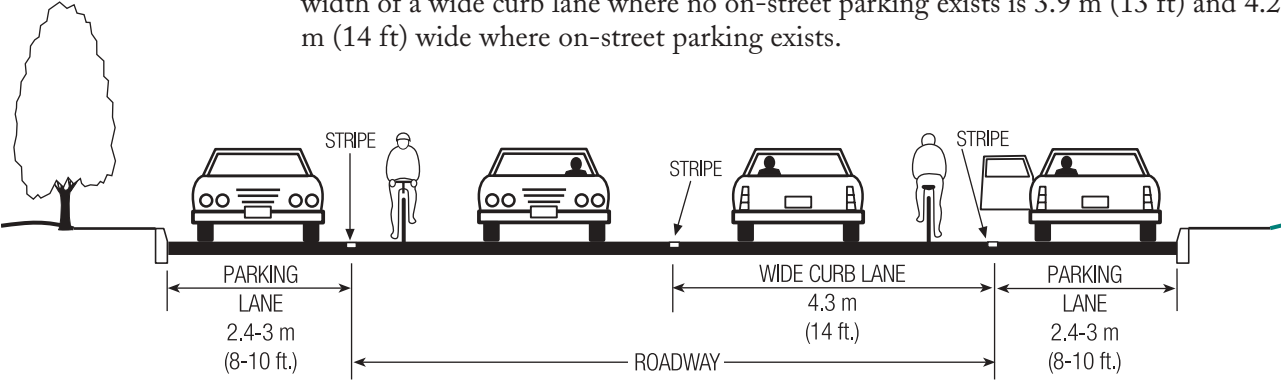 width of a wide curb lane where no on-street parking exists is 3.9 m (13 ft) and 4.2
m (14 ft) wide where on-street parking exists.
STRIPE
STRIPE
STRIPE
PARKING
LANE
2.4-3 m
(8-10 ft.)
WIDE CURB LANE
4.3 m
(14 ft.)
PARKING
LANE
2.4-3 m
(8-10 ft.)
ROADWAY